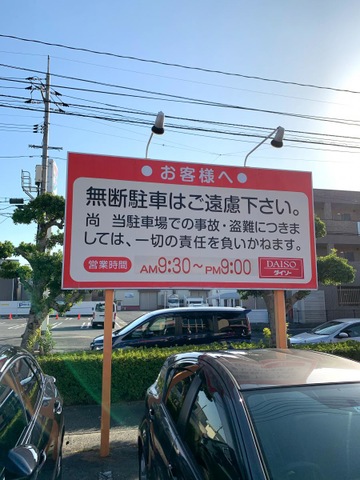 ● お客様へ ●
無断駐車はご遠慮下さい。
尚 当駐車場での事故・盗難につきま
しては、一切の責任を負いかねます。
営業時間 AM9:30～PM9:00
DAISO
ダイソー